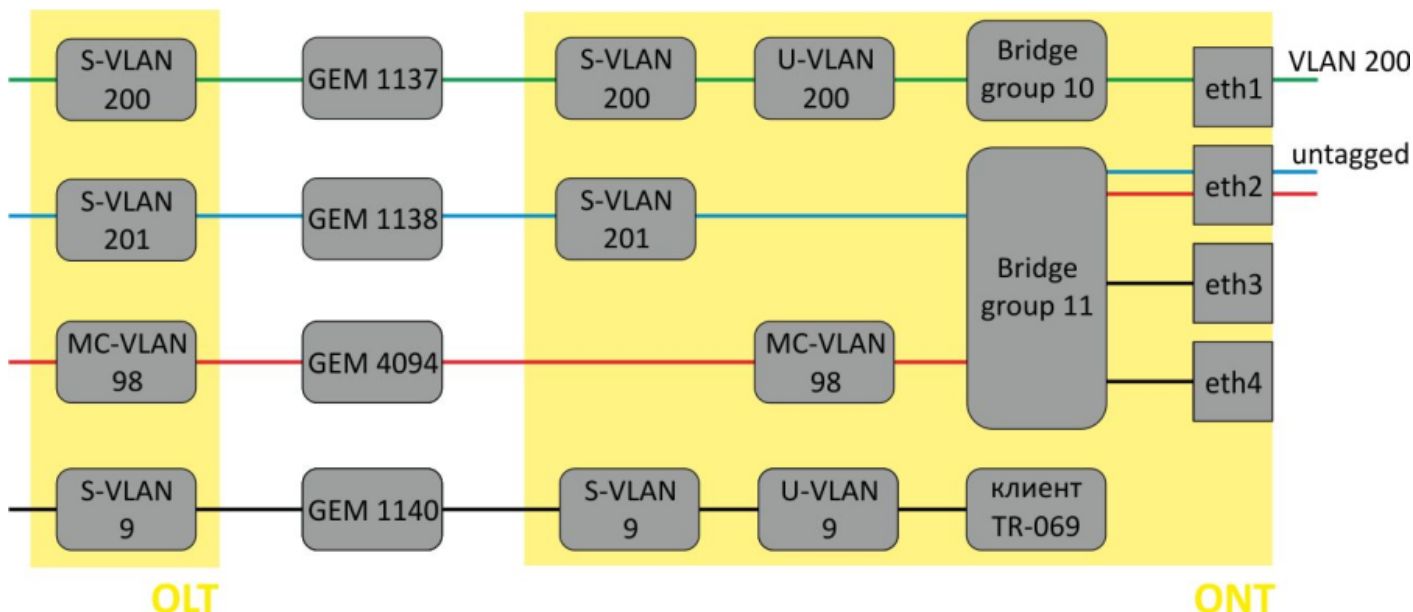 S-VLAN
200
GEM 1137
S-VLAN
200
U-VLAN
200
Bridge
group 10
eth1
VLAN 200
S-VLAN
201
GEM 1138
S-VLAN
201
Bridge
group 11
eth2
untagged
eth3
MC-VLAN
98
GEM 4094
MC-VLAN
98
eth4
S-VLAN
9
GEM 1140
S-VLAN
9
U-VLAN
9
клиент
TR-069
OLT
ONT